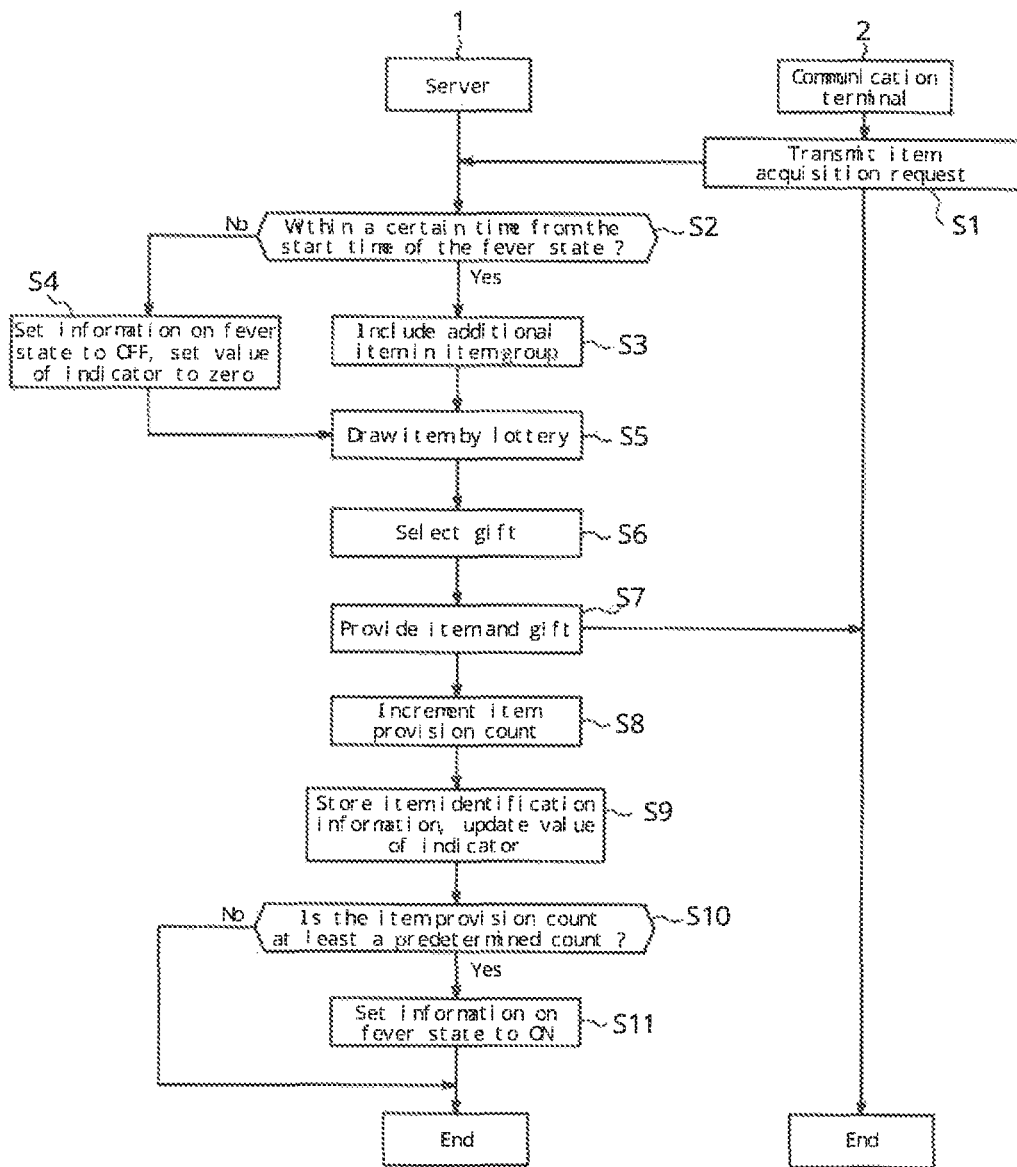 1
Server
2
Communication
terminal
Transmit item
acquisition request
S1
No
Within a certain time from the
start time of the fever state ?
S2
Yes
S4
Set information on fever
state to OFF, set value
of indicator to zero
Include additional
item in item group
S3
Draw item by lottery
S5
Select gift
S6
S7
Provide item and gift
Increment item
provision count
S8
Store item identification
information, update value
of indicator
S9
No
Is the item provision count
at least a predetermined count ?
S10
Yes
Set information on
fever state to ON
S11
End
End